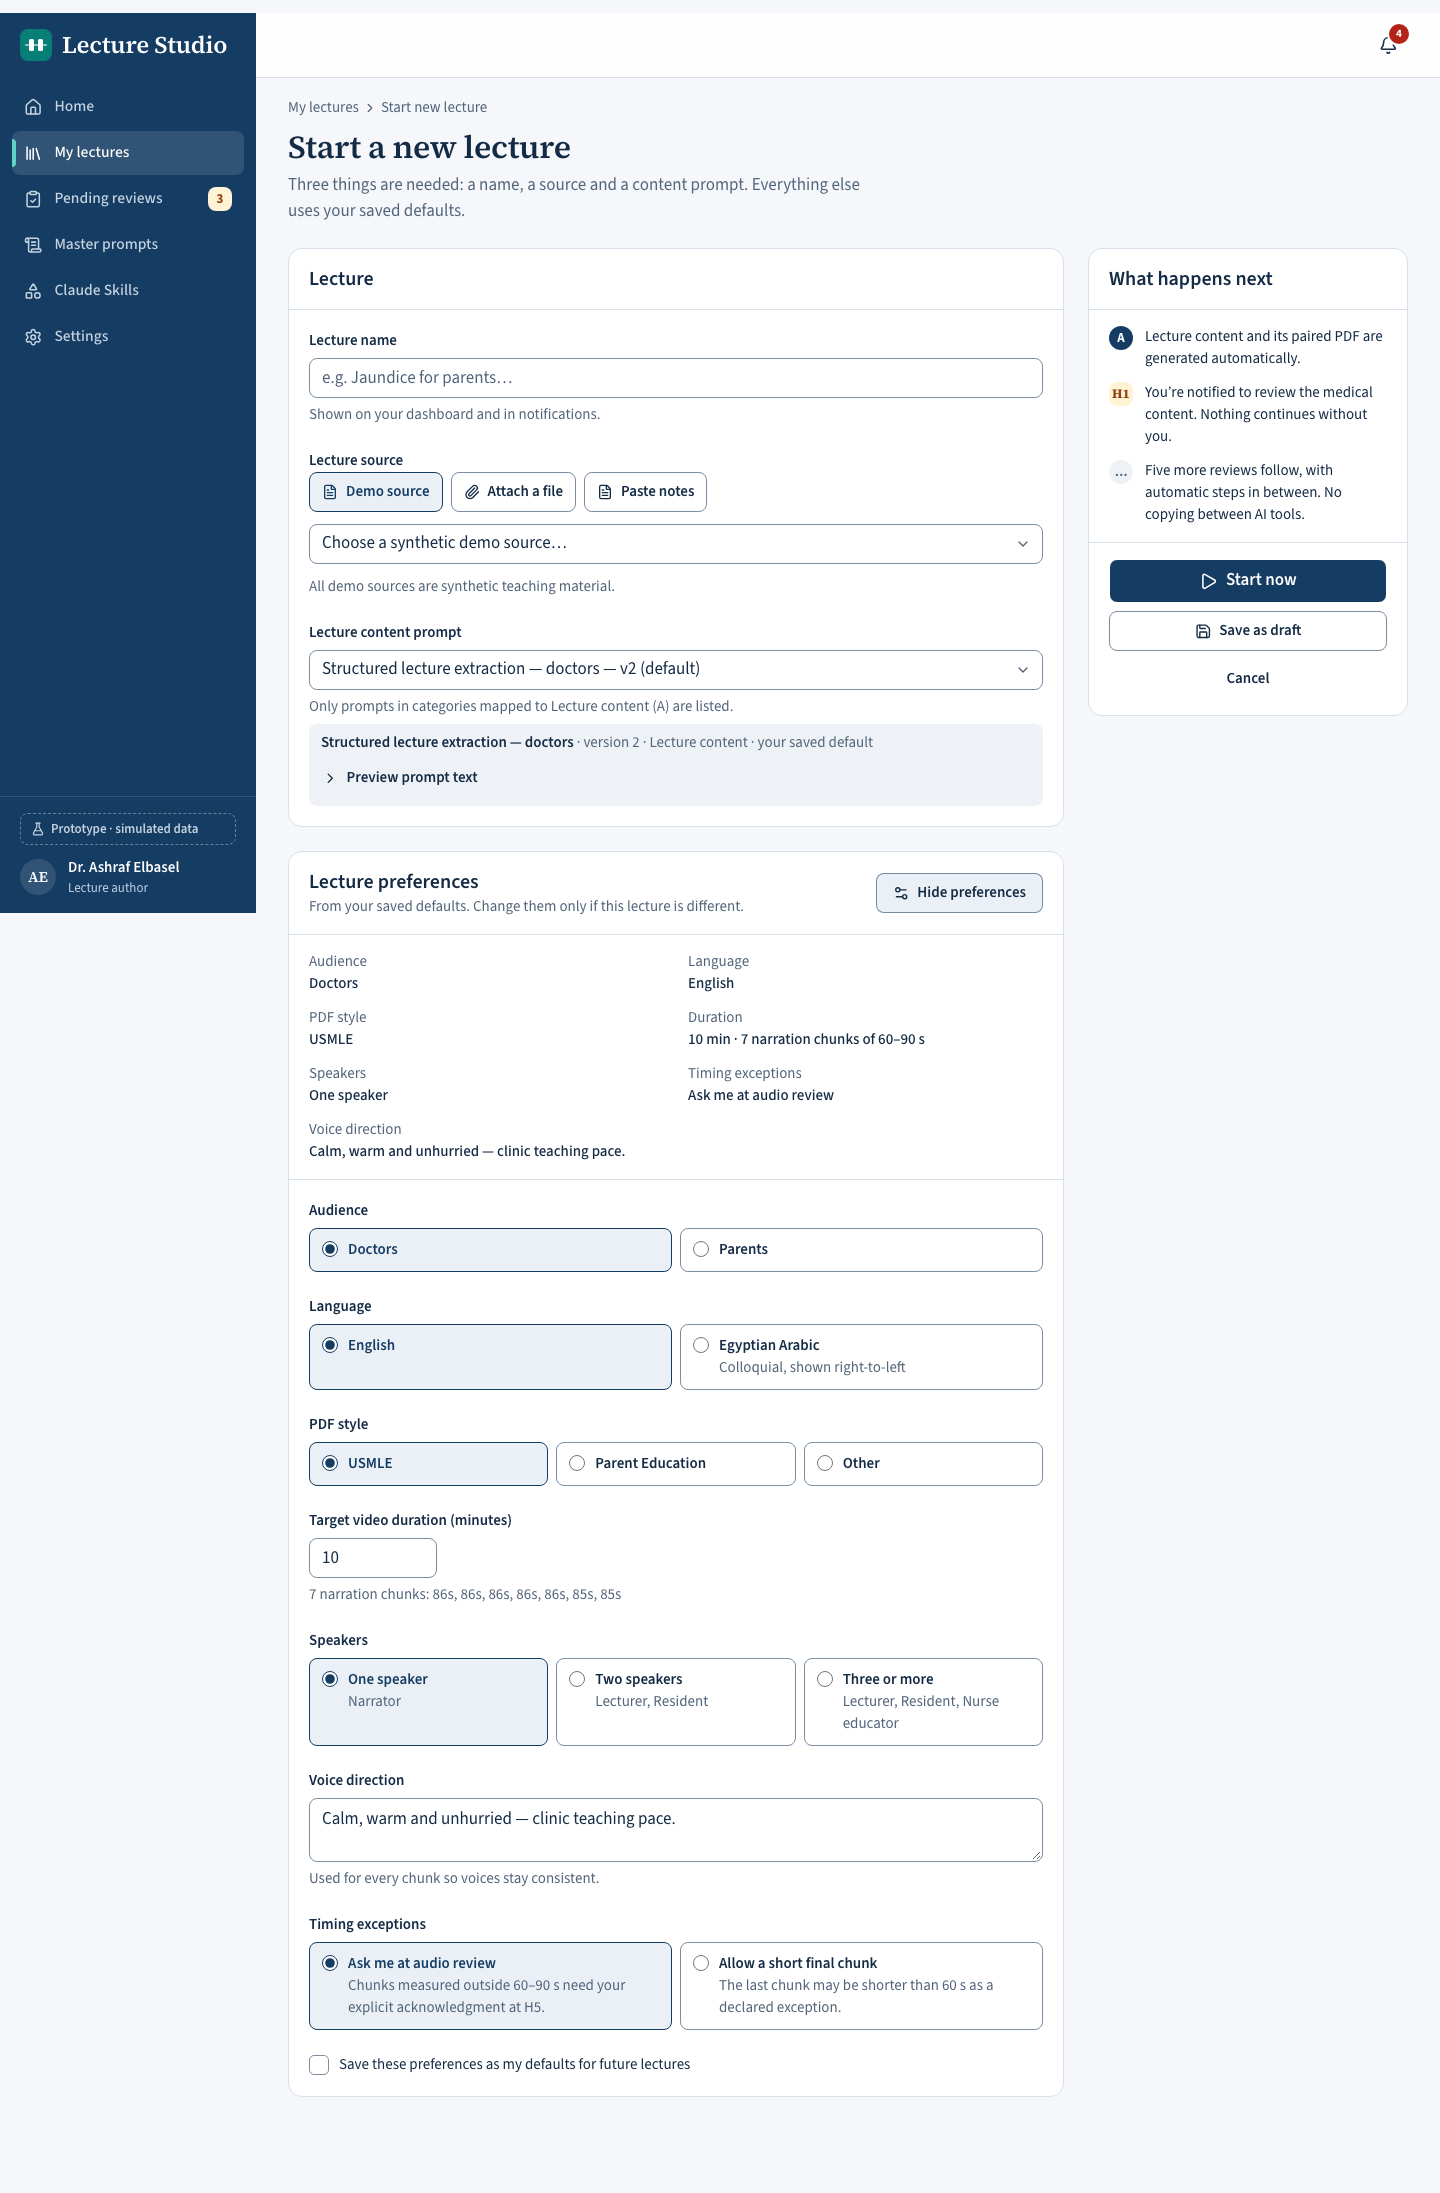 Lecture Studio
4
Home
My lectures
Pending reviews 3
Master prompts
Claude Skills
Settings
Prototype · simulated data
AE
Dr. Ashraf Elbasel
Lecture author
My lectures > Start new lecture
Start a new lecture
Three things are needed: a name, a source and a content prompt. Everything else
uses your saved defaults.
Lecture
Lecture name
e.g. Jaundice for parents…
Shown on your dashboard and in notifications.
Lecture source
Demo source Attach a file Paste notes
Choose a synthetic demo source…
All demo sources are synthetic teaching material.
Lecture content prompt
Structured lecture extraction — doctors — v2 (default)
Only prompts in categories mapped to Lecture content (A) are listed.
Structured lecture extraction — doctors · version 2 · Lecture content · your saved default
Preview prompt text
What happens next
A Lecture content and its paired PDF are
generated automatically.
H1 You’re notified to review the medical
content. Nothing continues without
you.
… Five more reviews follow, with
automatic steps in between. No
copying between AI tools.
Start now
Save as draft
Cancel
Lecture preferences
From your saved defaults. Change them only if this lecture is different.
Hide preferences
Audience Language
Doctors English
PDF style Duration
USMLE 10 min · 7 narration chunks of 60–90 s
Speakers Timing exceptions
One speaker Ask me at audio review
Voice direction
Calm, warm and unhurried — clinic teaching pace.
Audience
Doctors Parents
Language
English Egyptian Arabic
Colloquial, shown right-to-left
PDF style
USMLE Parent Education Other
Target video duration (minutes)
10
7 narration chunks: 86s, 86s, 86s, 86s, 86s, 85s, 85s
Speakers
One speaker Two speakers Three or more
Narrator Lecturer, Resident Lecturer, Resident, Nurse
educator
Voice direction
Calm, warm and unhurried — clinic teaching pace.
Used for every chunk so voices stay consistent.
Timing exceptions
Ask me at audio review Allow a short final chunk
Chunks measured outside 60–90 s need your The last chunk may be shorter than 60 s as a
explicit acknowledgment at H5. declared exception.
Save these preferences as my defaults for future lectures